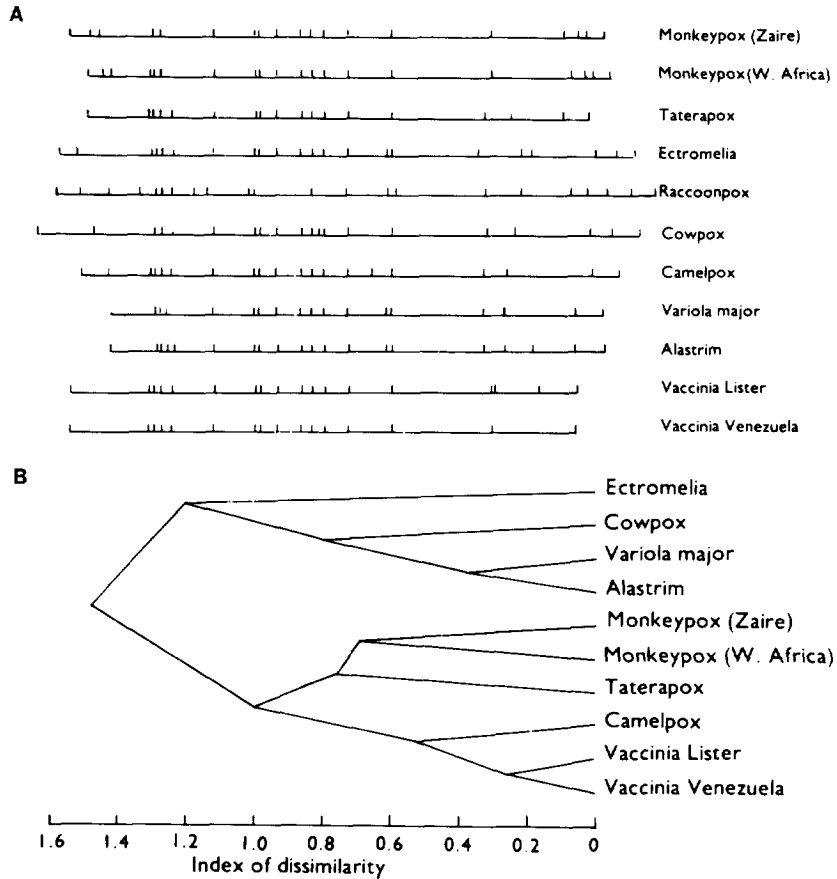 A
Monkeypox (Zaire)
Monkeypox (W. Africa)
Taterapox
Ectromelia
Raccoonpox
Cowpox
Camelpox
Variola major
Alastrim
Vaccinia Lister
Vaccinia Venezuela
B
Ectromelia
Cowpox
Variola major
Alastrim
Monkeypox (Zaire)
Monkeypox (W. Africa)
Taterapox
Camelpox
Vaccinia Lister
Vaccinia Venezuela
1.6 1.4 1.2 1.0 0.8 0.6 0.4 0.2 0
Index of dissimilarity